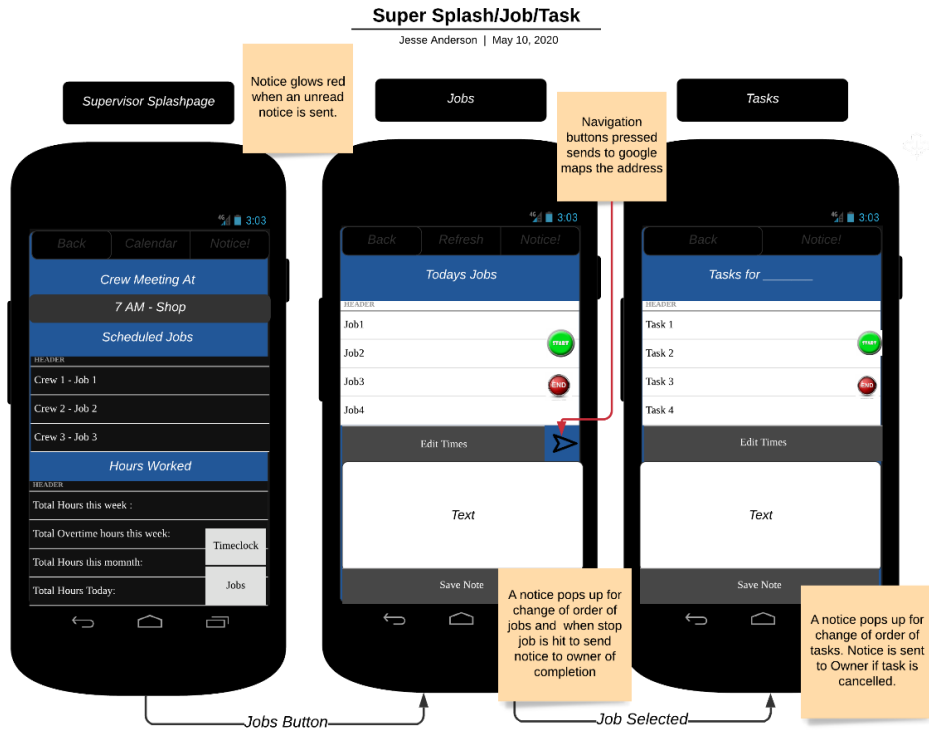 Super Splash/Job/Task
Jesse Anderson | May 10, 2020
Supervisor Splashpage
Notice glows red
when an unread
notice is sent.
Jobs
Navigation
buttons pressed
sends to google
maps the address
Tasks
4G 3:03
Back Calendar Notice!
Crew Meeting At
7 AM - Shop
Scheduled Jobs
HEADER
Crew 1 - Job 1
Crew 2 - Job 2
Crew 3 - Job 3
Hours Worked
HEADER
Total Hours this week :
Total Overtime hours this week:
Total Hours this momnth:
Total Hours Today:
Timeclock
Jobs
4G 3:03
Back Refresh Notice!
Todays Jobs
HEADER
Job1
Job2
Job3
Job4
START
END
Edit Times
Text
Save Note
A notice pops up for
change of order of
jobs and when stop
job is hit to send
notice to owner of
completion
4G 3:03
Back Notice!
Tasks for _______
HEADER
Task 1
Task 2
Task 3
Task 4
START
END
Edit Times
Text
Save Note
A notice pops up for
change of order of
tasks. Notice is sent
to Owner if task is
cancelled.
Jobs Button
Job Selected